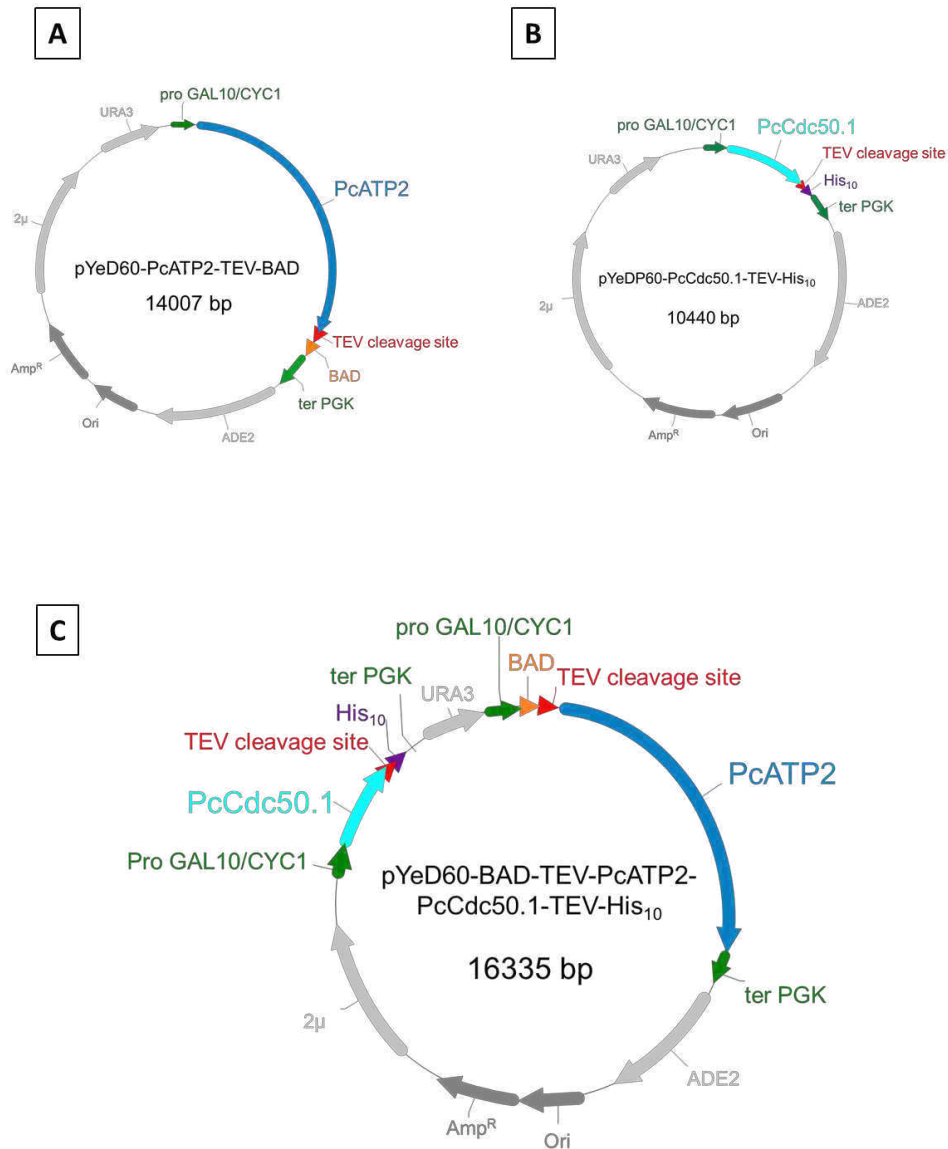 A
pro GAL10/CYC1
URA3
PcATP2
2µ
pYeD60-PcATP2-TEV-BAD
14007 bp
TEV cleavage site
BAD
ter PGK
AmpR
Ori
ADE2
B
pro GAL10/CYC1
PcCdc50.1
TEV cleavage site
His10
ter PGK
URA3
2µ
pYeDP60-PcCdc50.1-TEV-His10
10440 bp
ADE2
AmpR
Ori
C
pro GAL10/CYC1
BAD
TEV cleavage site
ter PGK
URA3
His10
TEV cleavage site
PcCdc50.1
PcATP2
Pro GAL10/CYC1
pYeD60-BAD-TEV-PcATP2-
PcCdc50.1-TEV-His10
16335 bp
ter PGK
2µ
ADE2
AmpR
Ori